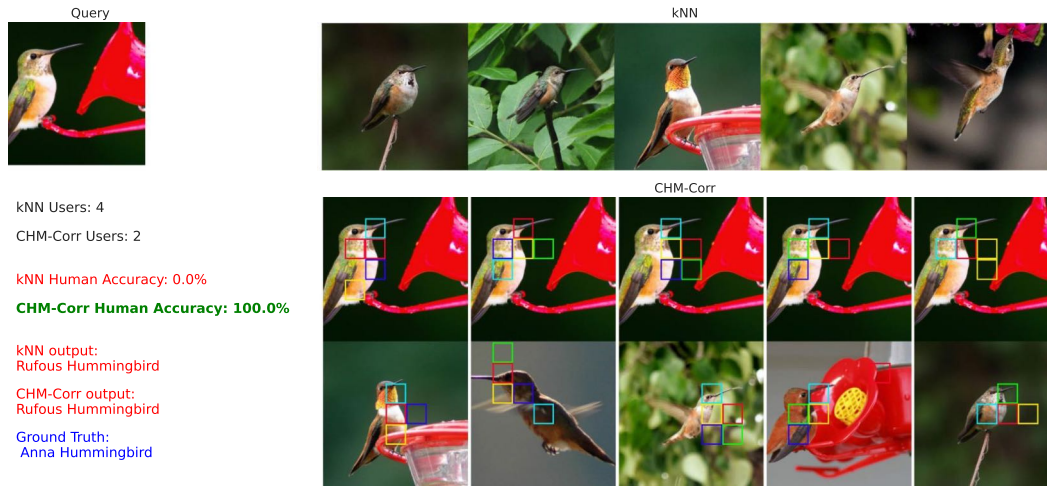 Query
kNN
kNN Users: 4
CHM-Corr Users: 2
kNN Human Accuracy: 0.0%
CHM-Corr Human Accuracy: 100.0%
kNN output:
Rufous Hummingbird
CHM-Corr output:
Rufous Hummingbird
Ground Truth:
Anna Hummingbird
CHM-Corr